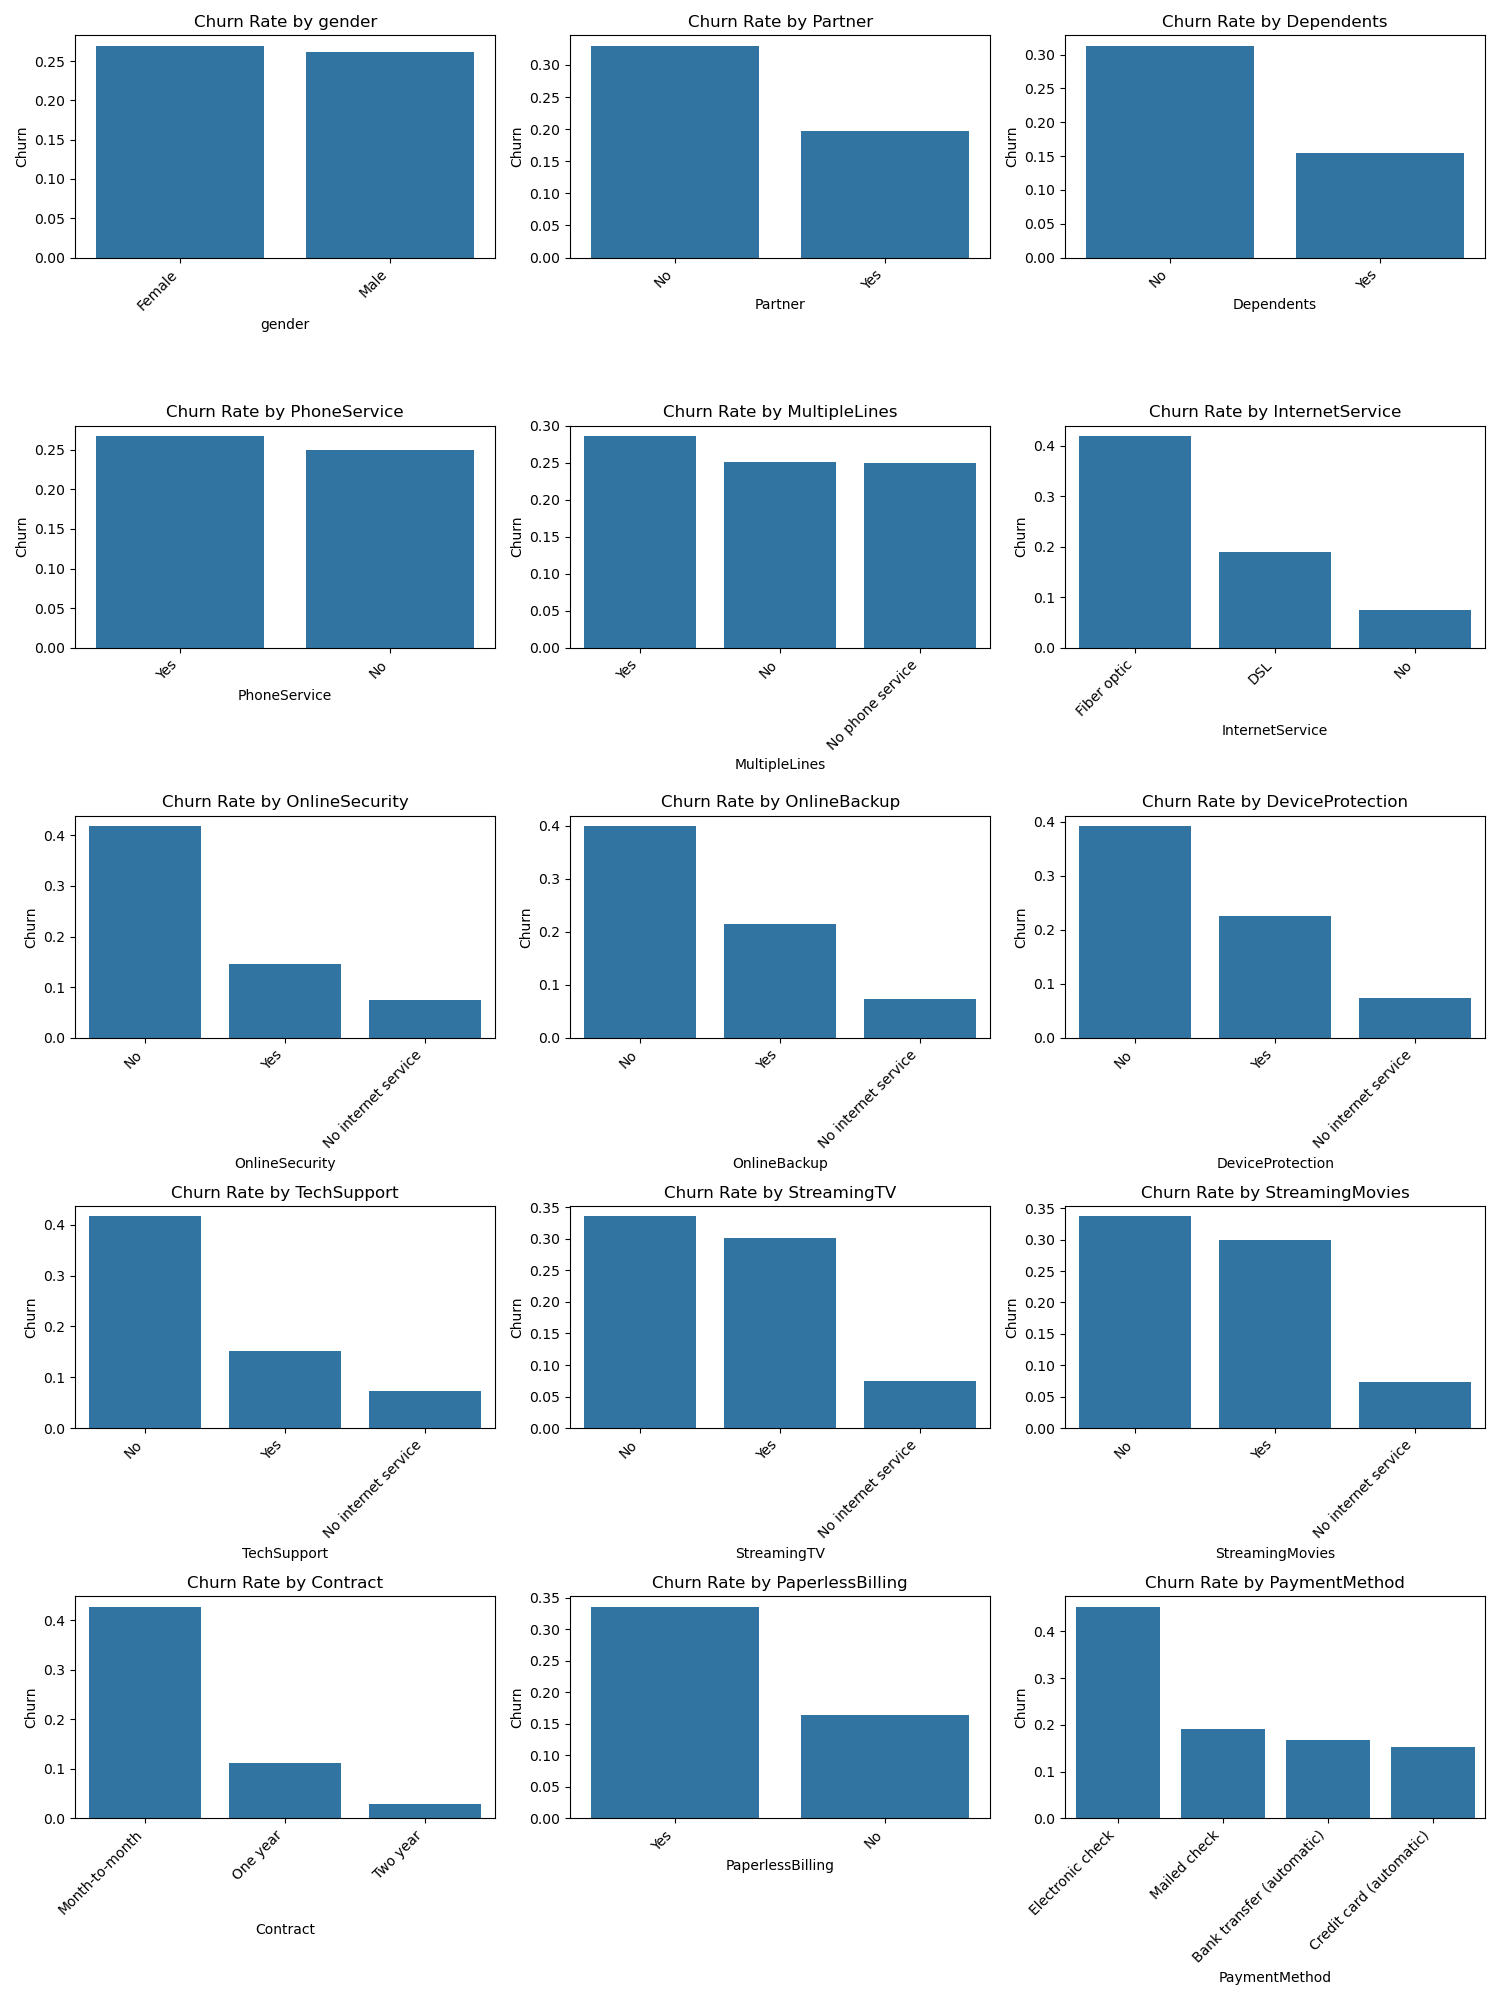 Churn Rate by gender
Churn
0.25
0.20
0.15
0.10
0.05
0.00
Female
Male
gender
Churn Rate by Partner
Churn
0.30
0.25
0.20
0.15
0.10
0.05
0.00
No
Yes
Partner
Churn Rate by Dependents
Churn
0.30
0.25
0.20
0.15
0.10
0.05
0.00
No
Yes
Dependents
Churn Rate by PhoneService
Churn
0.25
0.20
0.15
0.10
0.05
0.00
Yes
No
PhoneService
Churn Rate by MultipleLines
Churn
0.30
0.25
0.20
0.15
0.10
0.05
0.00
Yes
No
No phone service
MultipleLines
Churn Rate by InternetService
Churn
0.4
0.3
0.2
0.1
0.0
Fiber optic
DSL
No
InternetService
Churn Rate by OnlineSecurity
Churn
0.4
0.3
0.2
0.1
0.0
No
Yes
No internet service
OnlineSecurity
Churn Rate by OnlineBackup
Churn
0.4
0.3
0.2
0.1
0.0
No
Yes
No internet service
OnlineBackup
Churn Rate by DeviceProtection
Churn
0.4
0.3
0.2
0.1
0.0
No
Yes
No internet service
DeviceProtection
Churn Rate by TechSupport
Churn
0.4
0.3
0.2
0.1
0.0
No
Yes
No internet service
TechSupport
Churn Rate by StreamingTV
Churn
0.35
0.30
0.25
0.20
0.15
0.10
0.05
0.00
No
Yes
No internet service
StreamingTV
Churn Rate by StreamingMovies
Churn
0.35
0.30
0.25
0.20
0.15
0.10
0.05
0.00
No
Yes
No internet service
StreamingMovies
Churn Rate by Contract
Churn
0.4
0.3
0.2
0.1
0.0
Month-to-month
One year
Two year
Contract
Churn Rate by PaperlessBilling
Churn
0.35
0.30
0.25
0.20
0.15
0.10
0.05
0.00
Yes
No
PaperlessBilling
Churn Rate by PaymentMethod
Churn
0.4
0.3
0.2
0.1
0.0
Electronic check
Mailed check
Bank transfer (automatic)
Credit card (automatic)
PaymentMethod